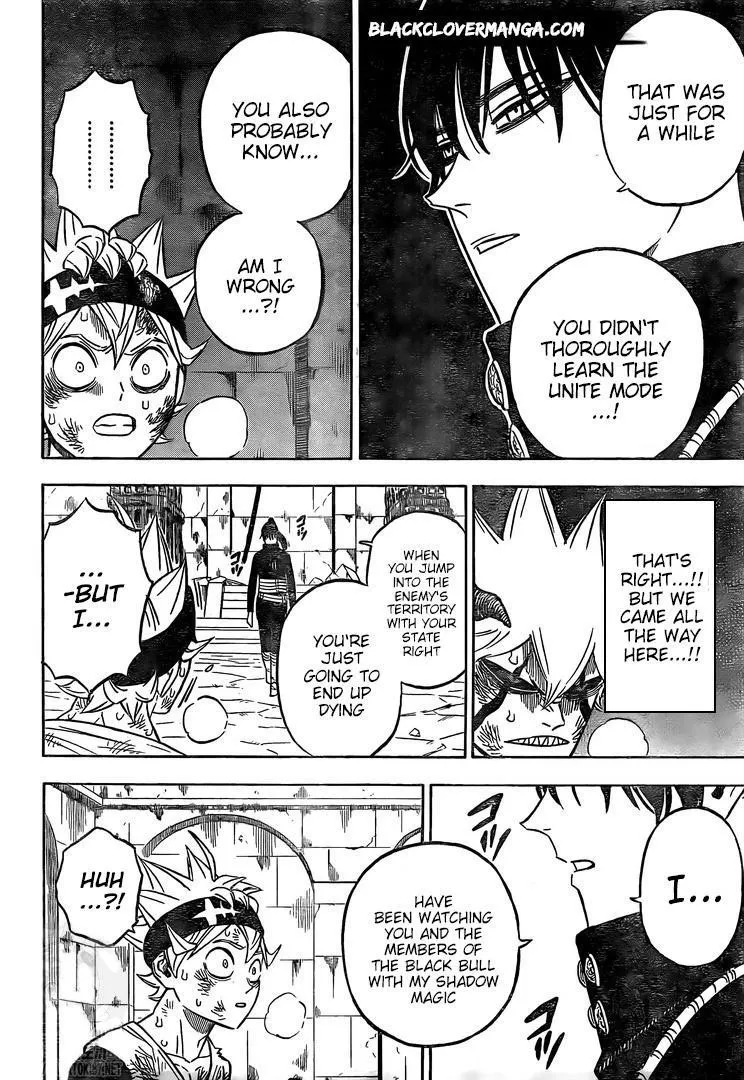 BLACKCLOVERMANGA.COM
THAT WAS
JUST FOR
A WHILE
YOU DIDN'T
THOROUGHLY
LEARN THE
UNITE MODE
...!
YOU ALSO
PROBABLY
KNOW...
AM I
WRONG
...?!
THAT'S
RIGHT...!!
BUT WE
CAME ALL
THE WAY
HERE...!!
WHEN
YOU JUMP
INTO THE
ENEMY'S
TERRITORY
WITH YOUR
STATE
RIGHT
YOU'RE
JUST
GOING TO
END UP
DYING
...
-BUT
I...
I...
HAVE
BEEN WATCHING
YOU AND THE
MEMBERS OF
THE BLACK BULL
WITH MY SHADOW
MAGIC
HUH
...?!